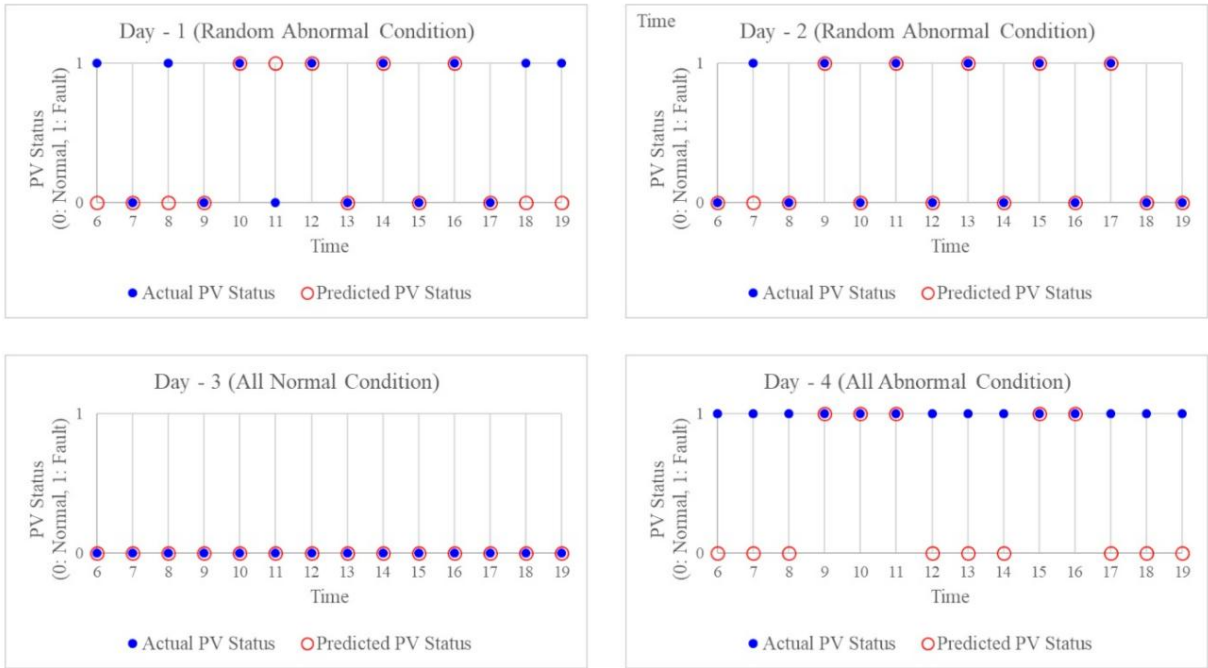 Day - 1 (Random Abnormal Condition)
1
PV Status
(0: Normal, 1: Fault)
0
6 7 8 9 10 11 12 13 14 15 16 17 18 19
Time
Actual PV Status Predicted PV Status
Time
Day - 2 (Random Abnormal Condition)
1
PV Status
(0: Normal, 1: Fault)
0
6 7 8 9 10 11 12 13 14 15 16 17 18 19
Time
Actual PV Status Predicted PV Status
Day - 3 (All Normal Condition)
1
PV Status
(0: Normal, 1: Fault)
0
6 7 8 9 10 11 12 13 14 15 16 17 18 19
Time
Actual PV Status Predicted PV Status
Day - 4 (All Abnormal Condition)
1
PV Status
(0: Normal, 1: Fault)
0
6 7 8 9 10 11 12 13 14 15 16 17 18 19
Time
Actual PV Status Predicted PV Status